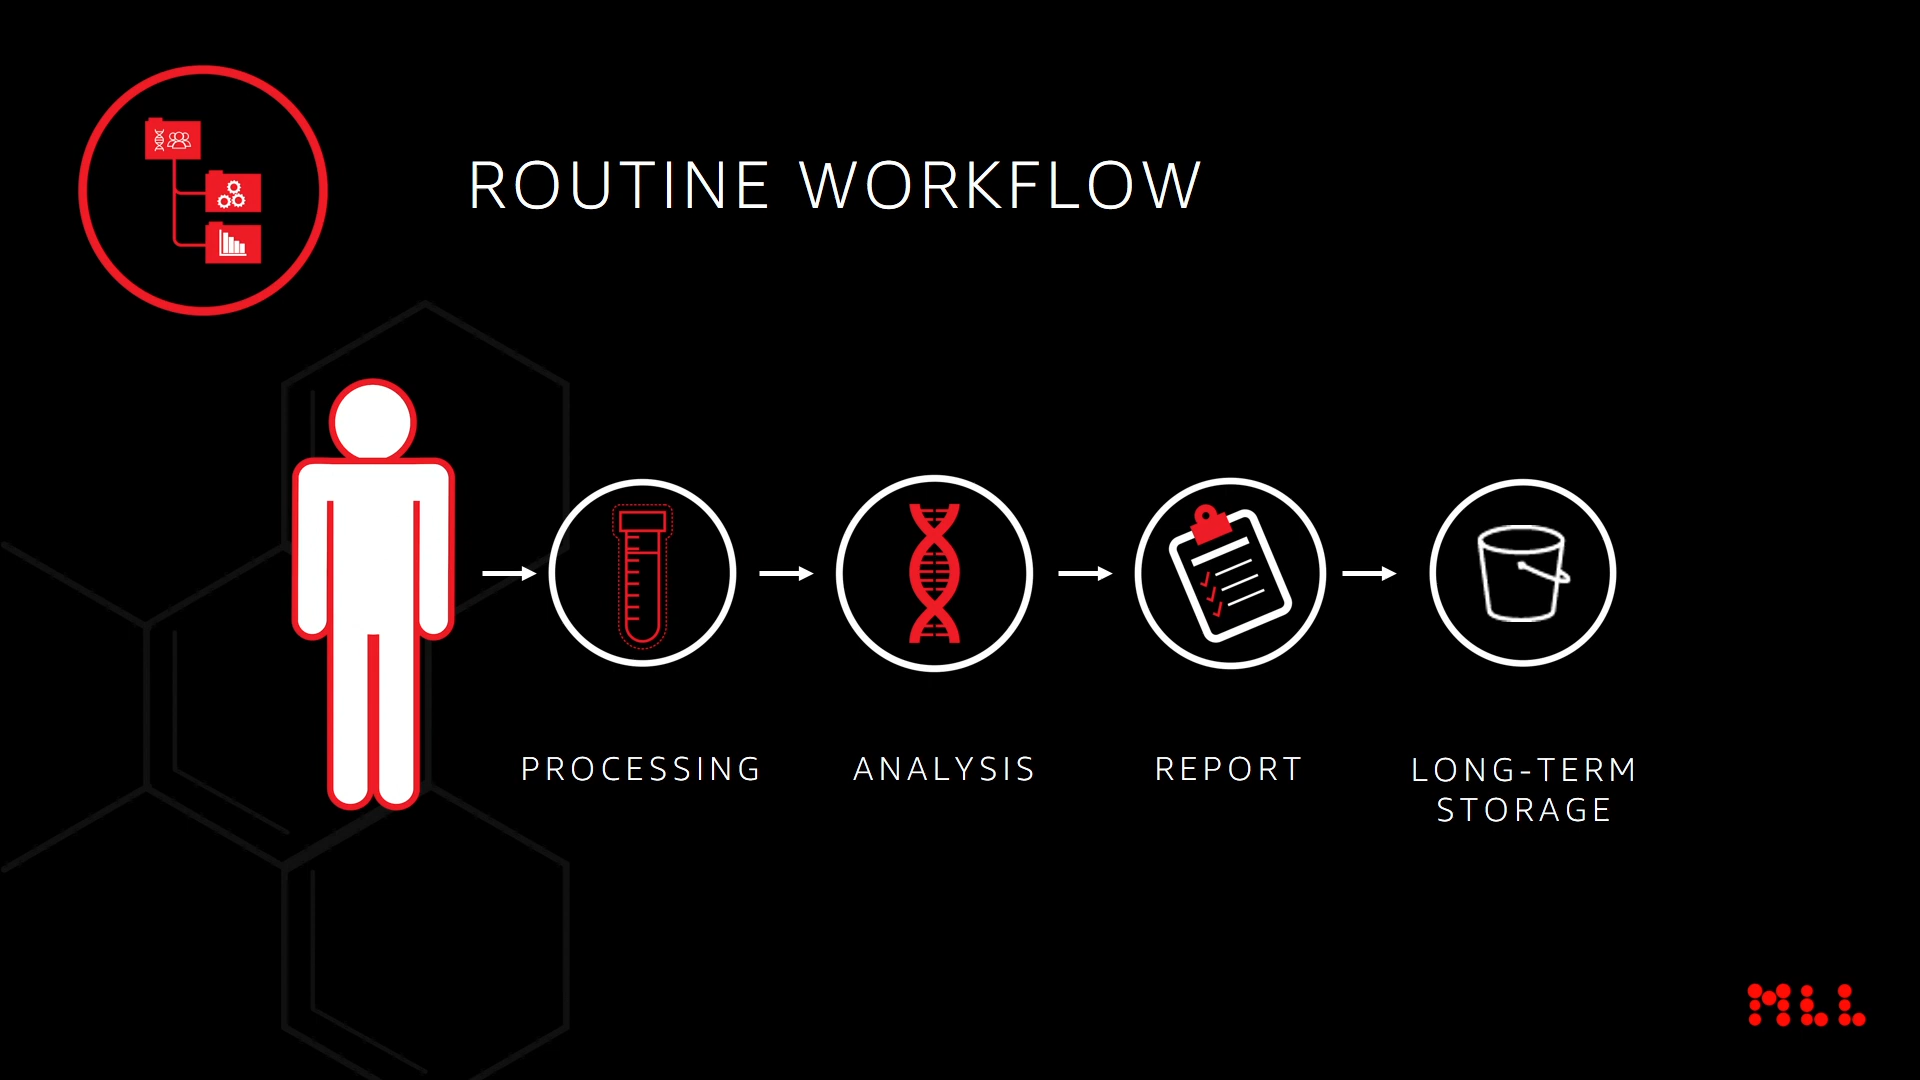 ROUTINE WORKFLOW
PROCESSING
ANALYSIS
REPORT
LONG-TERM
STORAGE
MLL